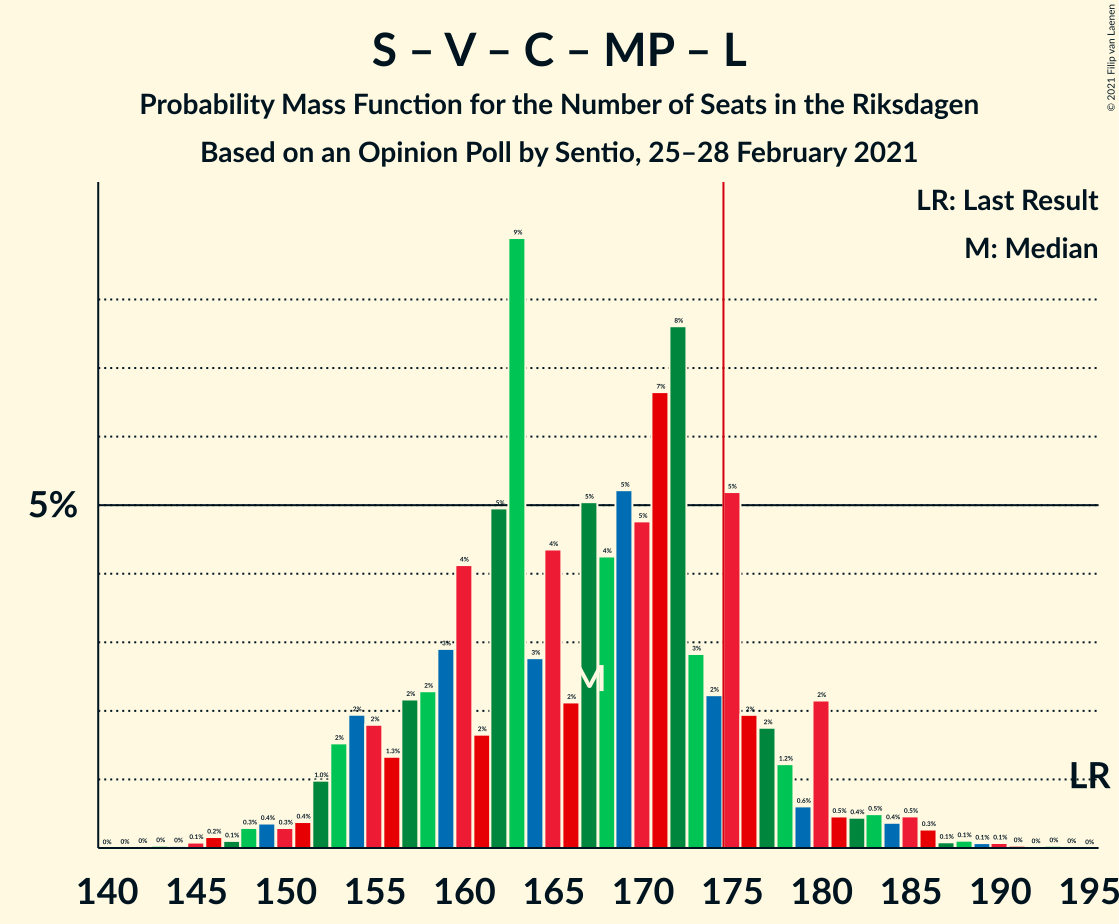 S – V – C – MP – L
Probability Mass Function for the Number of Seats in the Riksdagen
Based on an Opinion Poll by Sentio, 25–28 February 2021
© 2021 Filip van Laenen
LR: Last Result
M: Median
5%
0% 0% 0% 0% 0% 0.1% 0.2% 0.1% 0.3% 0.4% 0.3% 0.4% 1.0% 2% 2% 2% 1.3% 2% 2% 3% 4% 2% 5% 9% 3% 4% 2% 5% 4% 5% 5% 7% 8% 3% 2% 5% 2% 2% 1.2% 0.6% 2% 0.5% 0.4% 0.5% 0.4% 0.5% 0.3% 0.1% 0.1% 0.1% 0.1% 0% 0% 0% 0% 0%
M
LR
140 145 150 155 160 165 170 175 180 185 190 195